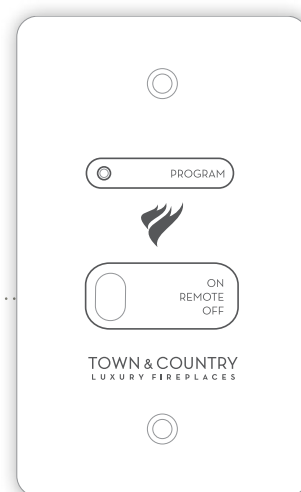 PROGRAM
ON
REMOTE
OFF
TOWN & COUNTRY
LUXURY FIREPLACES